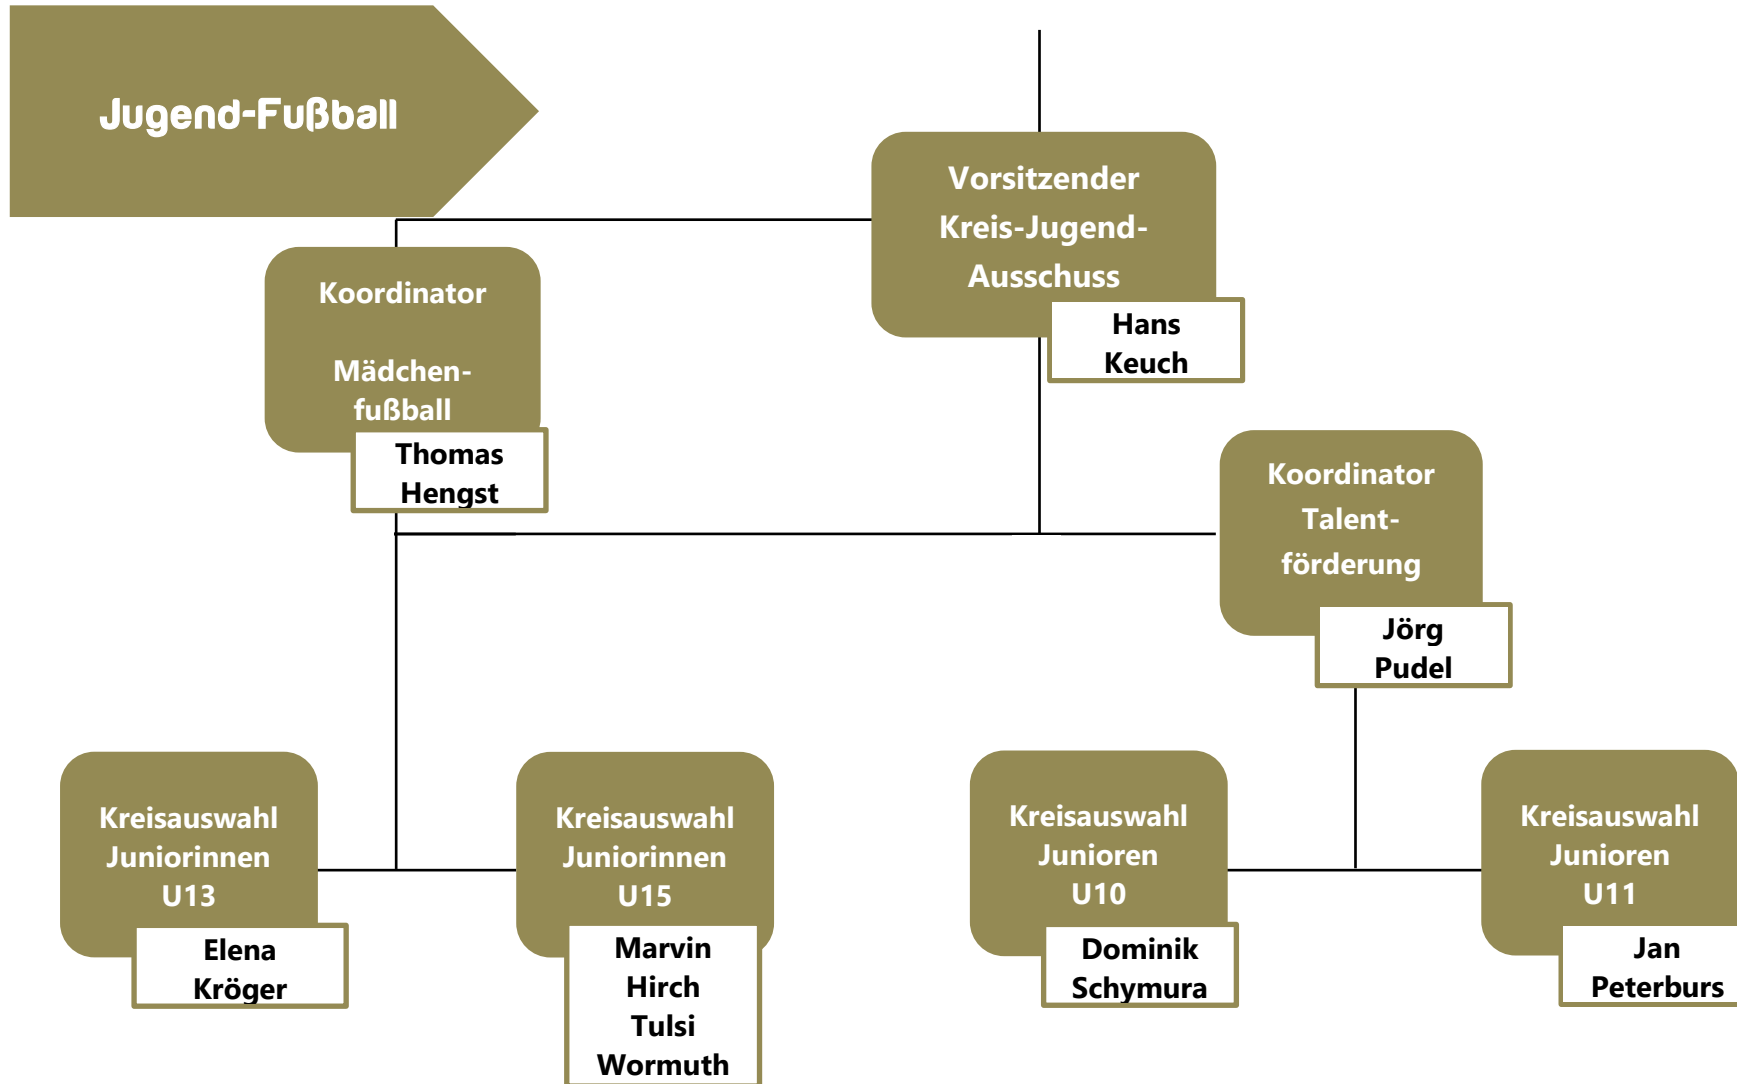 Jugend-Fußball
Vorsitzender
Kreis-Jugend-
Ausschuss
Hans
Keuch
Koordinator
Mädchen-
fußball
Thomas
Hengst
Koordinator
Talent-
förderung
Jörg
Pudel
Kreisauswahl
Juniorinnen
U13
Elena
Kröger
Kreisauswahl
Juniorinnen
U15
Marvin
Hirch
Tulsi
Wormuth
Kreisauswahl
Junioren
U10
Dominik
Schymura
Kreisauswahl
Junioren
U11
Jan
Peterburs